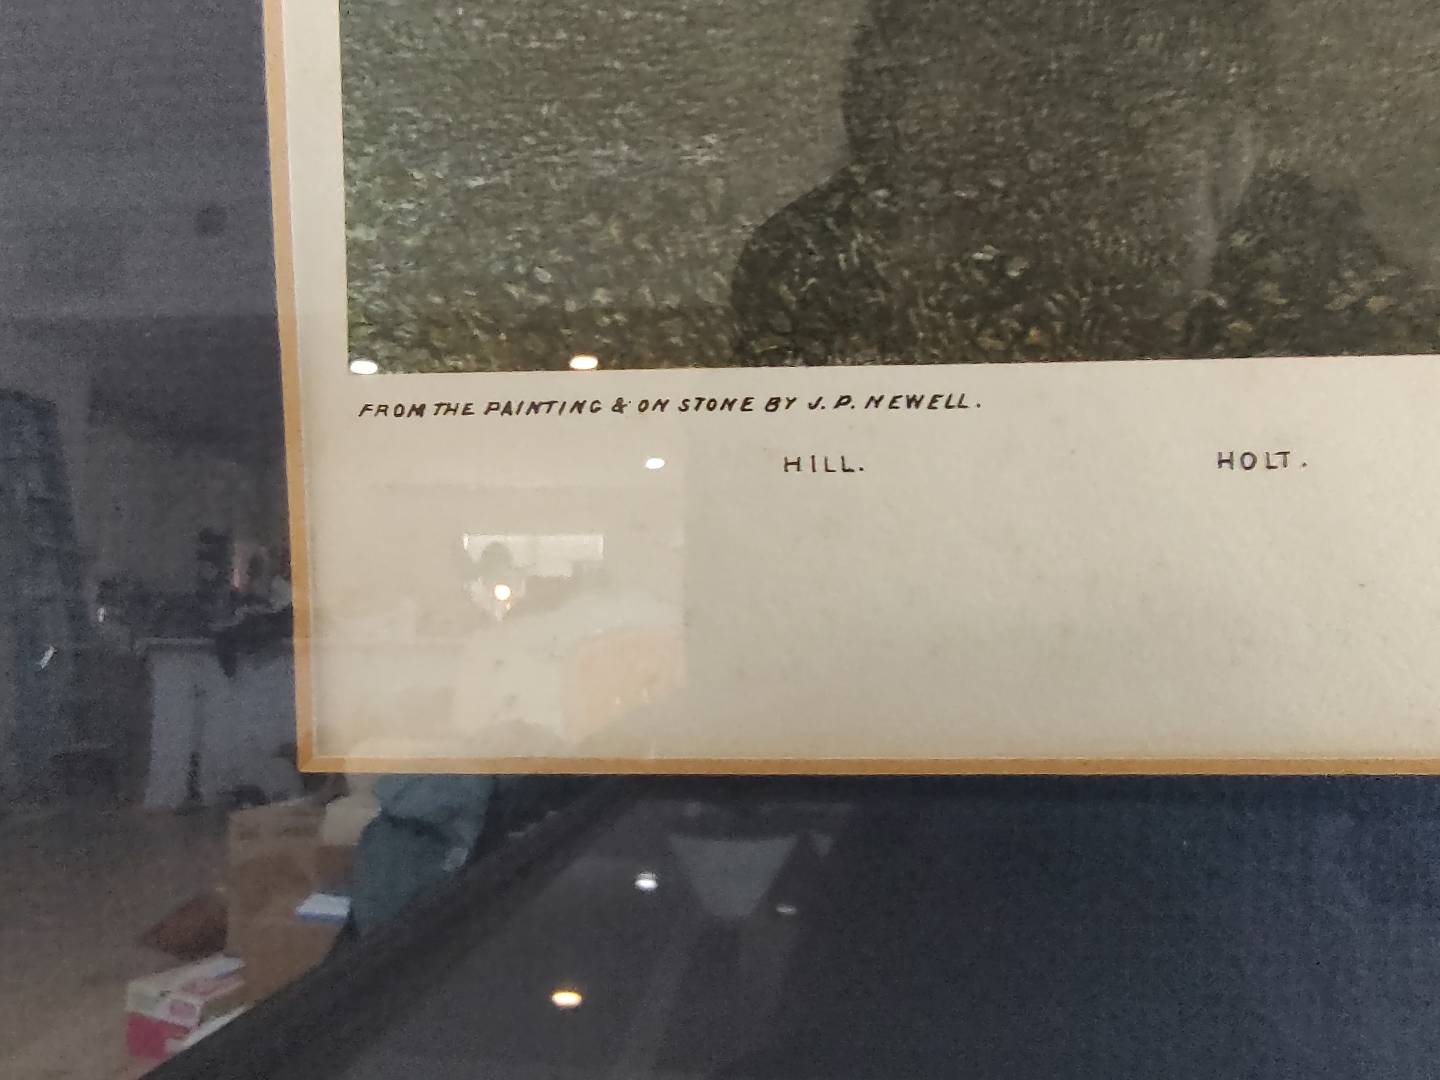 FROM THE PAINTING & ON STONE BY J. P. NEWELL.
HILL. HOLT.